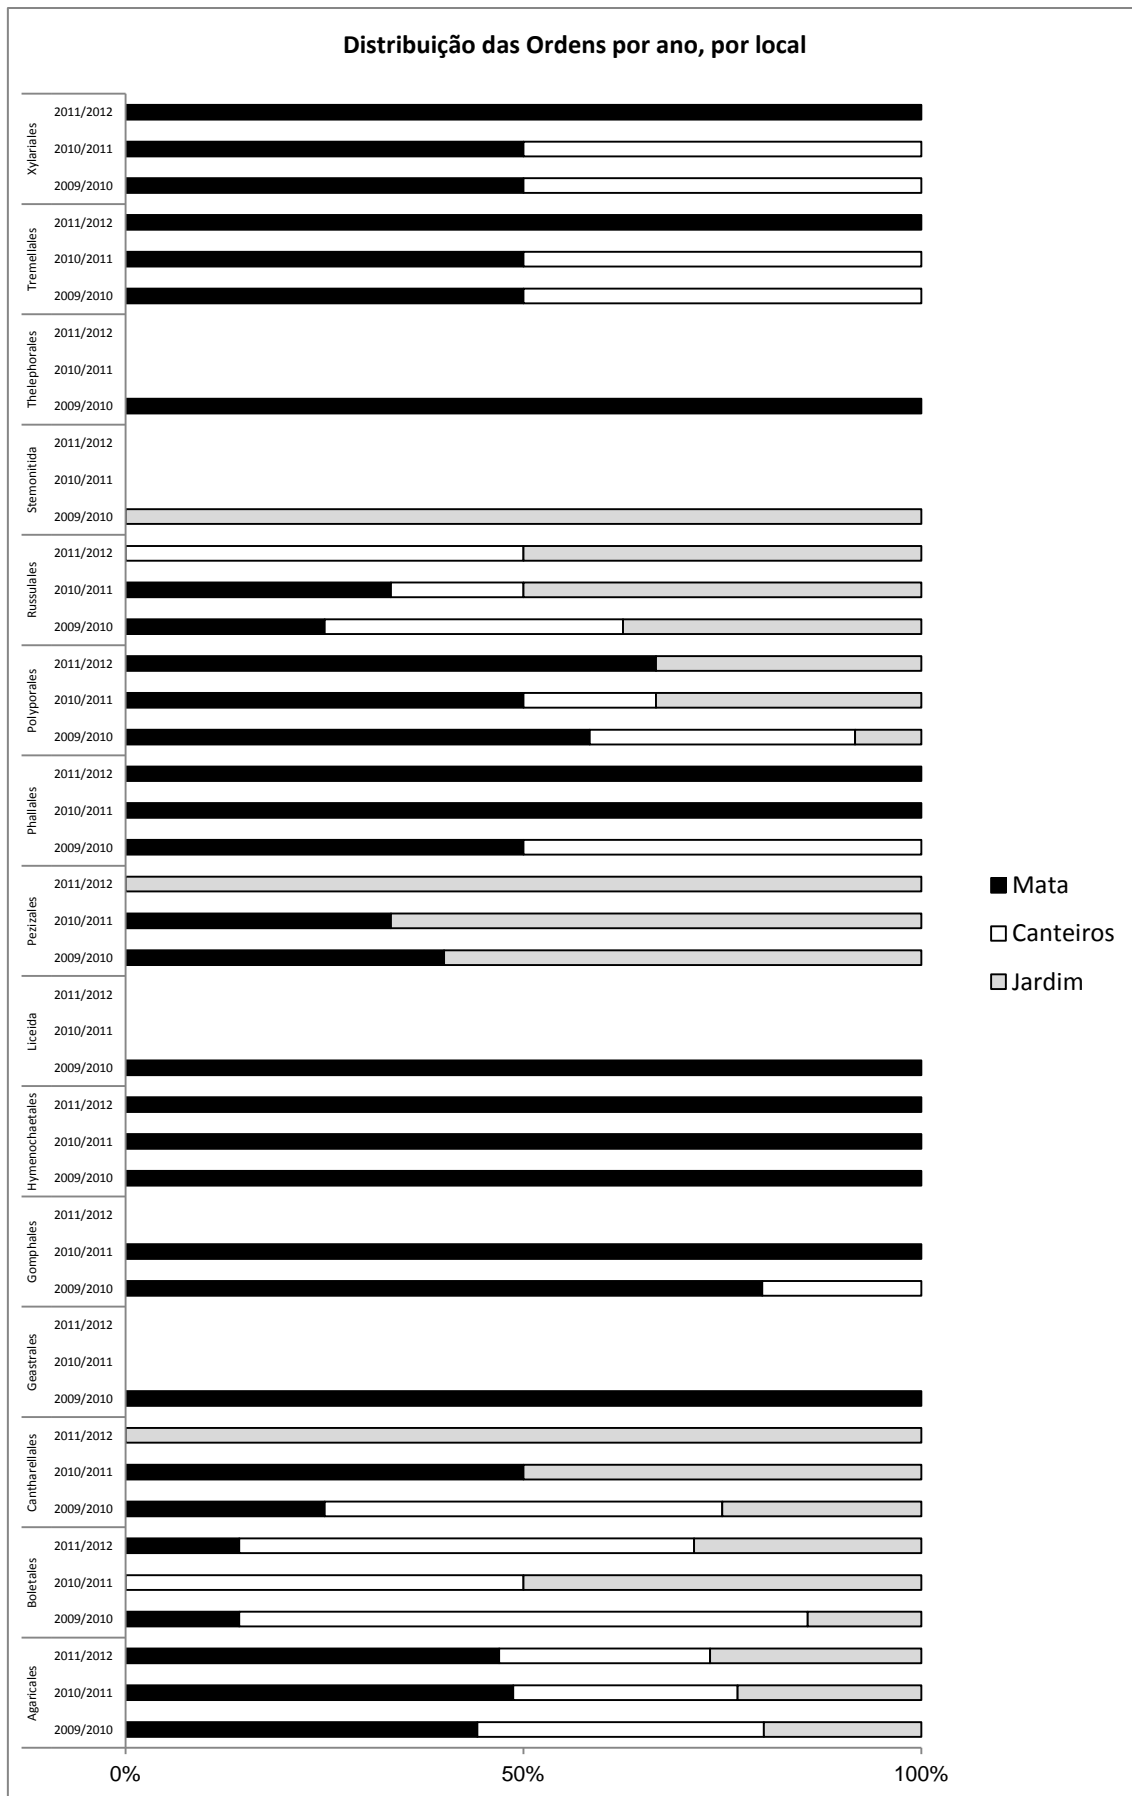 Distribuição das Ordens por ano, por local
Xylariales
2011/2012
2010/2011
2009/2010
Tremellales
2011/2012
2010/2011
2009/2010
Thelephorales
2011/2012
2010/2011
2009/2010
Stemonitida
2011/2012
2010/2011
2009/2010
Russulales
2011/2012
2010/2011
2009/2010
Polyporales
2011/2012
2010/2011
2009/2010
Phallales
2011/2012
2010/2011
2009/2010
Pezizales
2011/2012
2010/2011
2009/2010
Liceida
2011/2012
2010/2011
2009/2010
Hymenochaetales
2011/2012
2010/2011
2009/2010
Gomphales
2011/2012
2010/2011
2009/2010
Geastrales
2011/2012
2010/2011
2009/2010
Cantharellales
2011/2012
2010/2011
2009/2010
Boletales
2011/2012
2010/2011
2009/2010
Agaricales
2011/2012
2010/2011
2009/2010
0% 50% 100%
Mata
Canteiros
Jardim